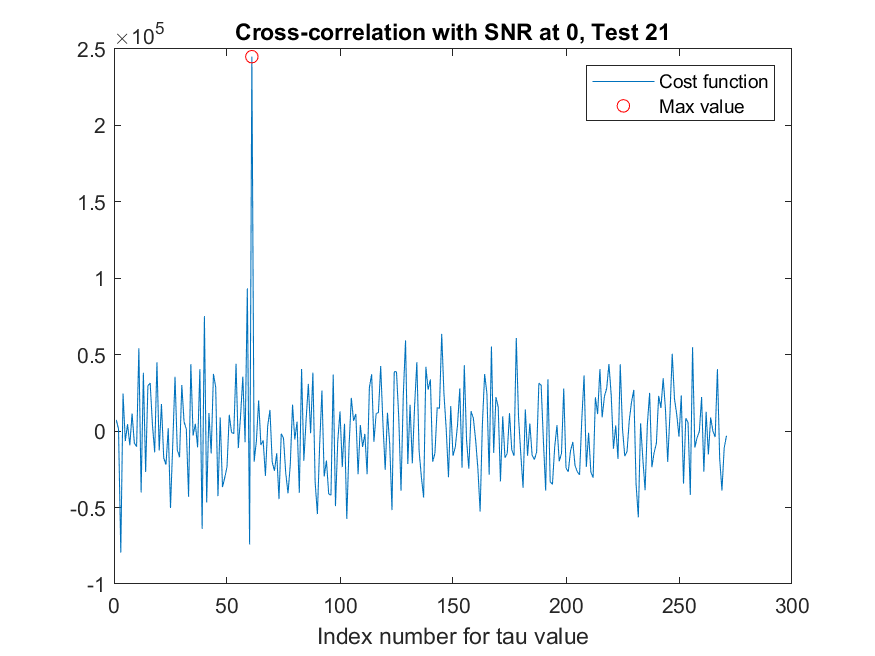 Cross-correlation with SNR at 0, Test 21
×10⁵
2.5
2
1.5
1
0.5
0
-0.5
-1
0 50 100 150 200 250 300
Index number for tau value
Cost function
Max value